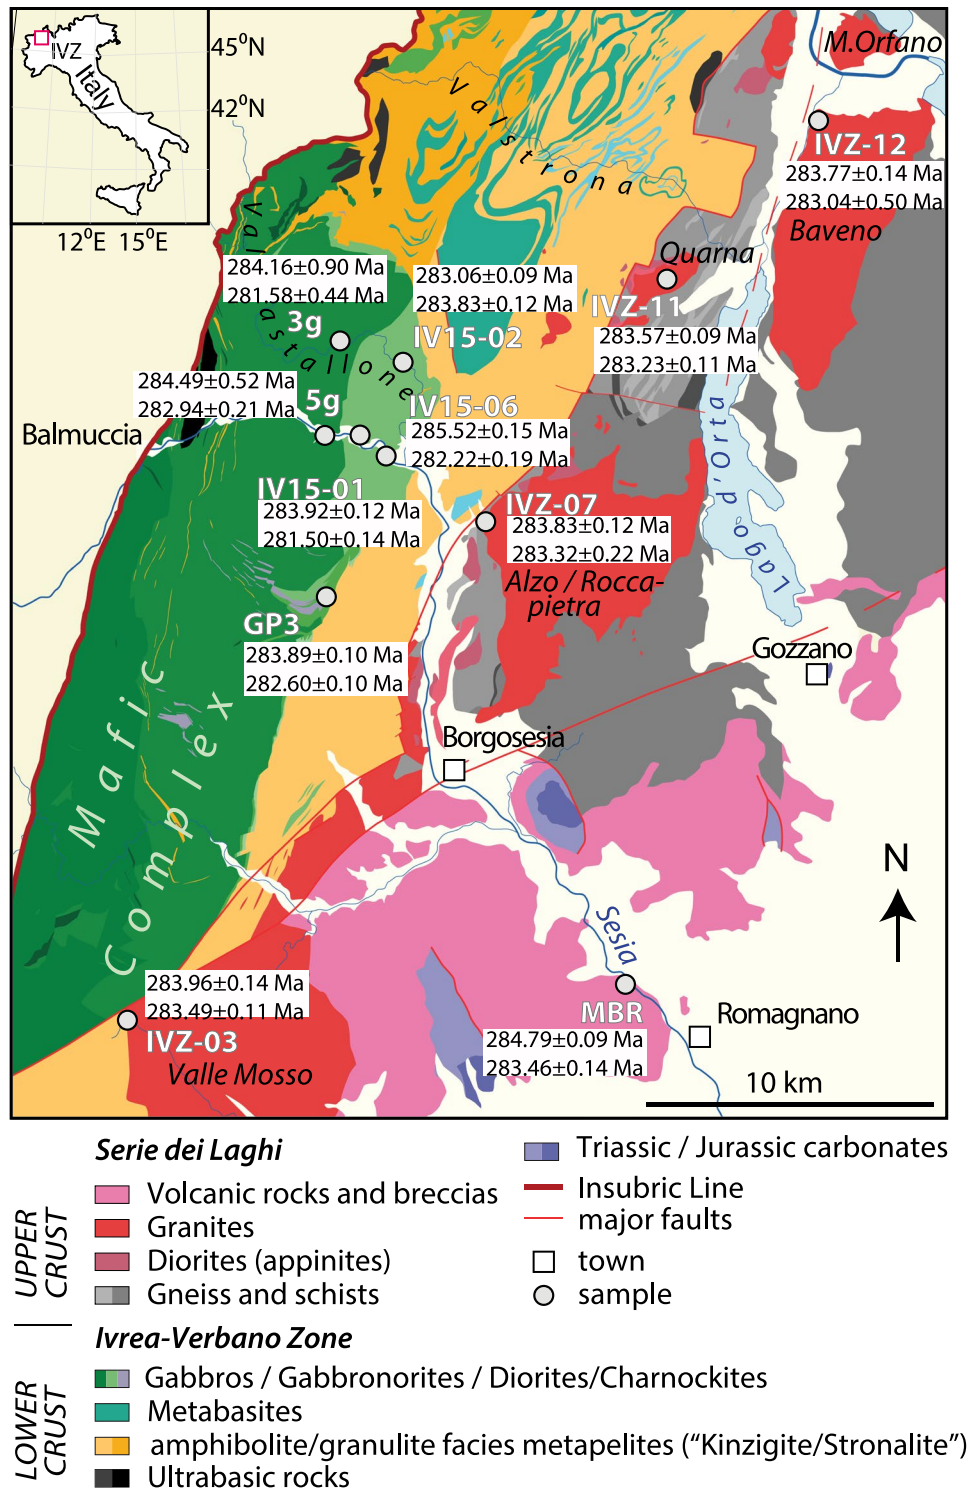 IVZ
Italy
45°N
42°N
12°E 15°E
M.Orfano
Valstrona
IVZ-12
283.77±0.14 Ma
283.04±0.50 Ma
Baveno
Val Mastallone
Quarna
284.16±0.90 Ma
281.58±0.44 Ma
3g
283.06±0.09 Ma
283.83±0.12 Ma
IV15-02
IVZ-11
283.57±0.09 Ma
283.23±0.11 Ma
284.49±0.52 Ma
282.94±0.21 Ma
5g
IV15-06
285.52±0.15 Ma
282.22±0.19 Ma
Balmuccia
Lago d'Orta
IV15-01
283.92±0.12 Ma
281.50±0.14 Ma
IVZ-07
283.83±0.12 Ma
283.32±0.22 Ma
Alzo / Rocca-
pietra
GP3
283.89±0.10 Ma
282.60±0.10 Ma
Gozzano
Mafic
Complex
Borgosesia
N
Sesia
283.96±0.14 Ma
283.49±0.11 Ma
IVZ-03
Valle Mosso
MBR
284.79±0.09 Ma
283.46±0.14 Ma
Romagnano
10 km
UPPER
CRUST
Serie dei Laghi
Volcanic rocks and breccias
Granites
Diorites (appinites)
Gneiss and schists
Triassic / Jurassic carbonates
Insubric Line
major faults
town
sample
LOWER
CRUST
Ivrea-Verbano Zone
Gabbros / Gabbronorites / Diorites/Charnockites
Metabasites
amphibolite/granulite facies metapelites (“Kinzigite/Stronalite”)
Ultrabasic rocks